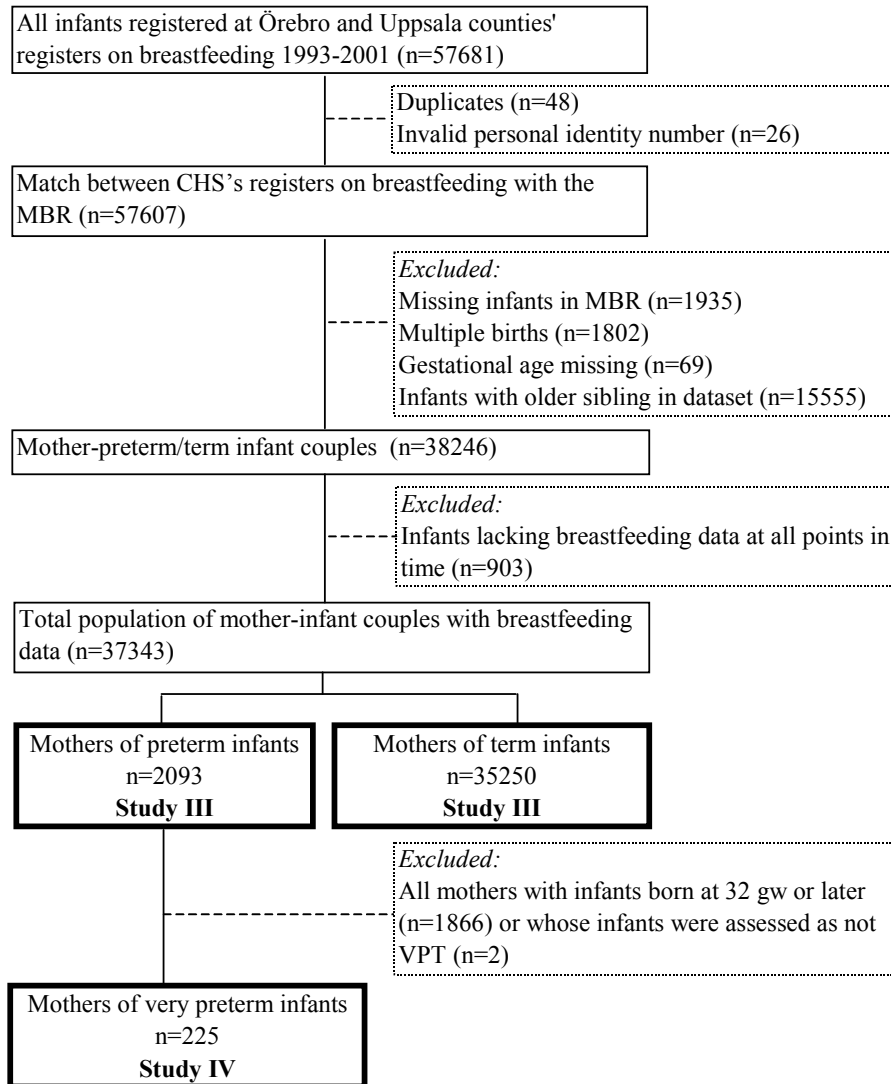 All infants registered at Örebro and Uppsala counties'
registers on breastfeeding 1993-2001 (n=57681)
Duplicates (n=48)
Invalid personal identity number (n=26)
Match between CHS’s registers on breastfeeding with the
MBR (n=57607)
Excluded:
Missing infants in MBR (n=1935)
Multiple births (n=1802)
Gestational age missing (n=69)
Infants with older sibling in dataset (n=15555)
Mother-preterm/term infant couples (n=38246)
Excluded:
Infants lacking breastfeeding data at all points in
time (n=903)
Total population of mother-infant couples with breastfeeding
data (n=37343)
Mothers of preterm infants
n=2093
Study III
Mothers of term infants
n=35250
Study III
Excluded:
All mothers with infants born at 32 gw or later
(n=1866) or whose infants were assessed as not
VPT (n=2)
Mothers of very preterm infants
n=225
Study IV